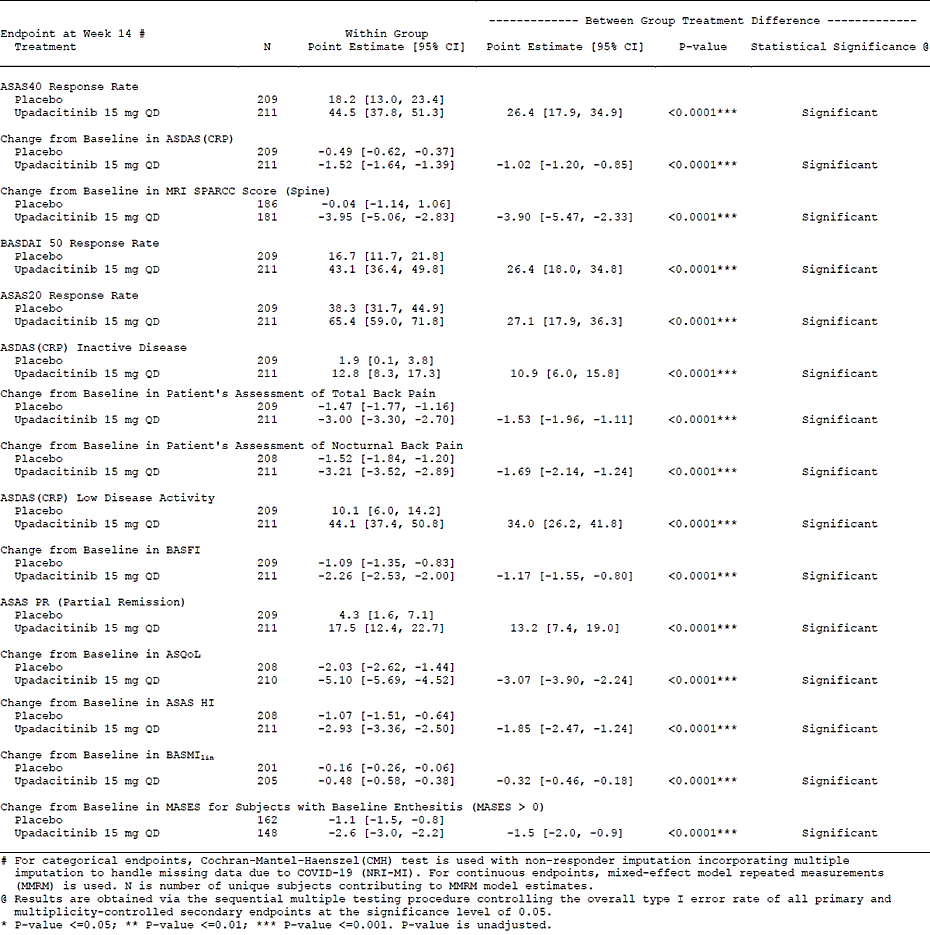 ------------- Between Group Treatment Difference -------------
Endpoint at Week 14 # Within Group
Treatment N Point Estimate [95% CI] Point Estimate [95% CI] P-value Statistical Significance @
ASAS40 Response Rate
Placebo 209 18.2 [13.0, 23.4]
Upadacitinib 15 mg QD 211 44.5 [37.8, 51.3] 26.4 [17.9, 34.9] <0.0001*** Significant
Change from Baseline in ASDAS(CRP)
Placebo 209 -0.49 [-0.62, -0.37]
Upadacitinib 15 mg QD 211 -1.52 [-1.64, -1.39] -1.02 [-1.20, -0.85] <0.0001*** Significant
Change from Baseline in MRI SPARCC Score (Spine)
Placebo 186 -0.04 [-1.14, 1.06]
Upadacitinib 15 mg QD 181 -3.95 [-5.06, -2.83] -3.90 [-5.47, -2.33] <0.0001*** Significant
BASDAI 50 Response Rate
Placebo 209 16.7 [11.7, 21.8]
Upadacitinib 15 mg QD 211 43.1 [36.4, 49.8] 26.4 [18.0, 34.8] <0.0001*** Significant
ASAS20 Response Rate
Placebo 209 38.3 [31.7, 44.9]
Upadacitinib 15 mg QD 211 65.4 [59.0, 71.8] 27.1 [17.9, 36.3] <0.0001*** Significant
ASDAS(CRP) Inactive Disease
Placebo 209 1.9 [0.1, 3.8]
Upadacitinib 15 mg QD 211 12.8 [8.3, 17.3] 10.9 [6.0, 15.8] <0.0001*** Significant
Change from Baseline in Patient's Assessment of Total Back Pain
Placebo 209 -1.47 [-1.77, -1.16]
Upadacitinib 15 mg QD 211 -3.00 [-3.30, -2.70] -1.53 [-1.96, -1.11] <0.0001*** Significant
Change from Baseline in Patient's Assessment of Nocturnal Back Pain
Placebo 208 -1.52 [-1.84, -1.20]
Upadacitinib 15 mg QD 211 -3.21 [-3.52, -2.89] -1.69 [-2.14, -1.24] <0.0001*** Significant
ASDAS(CRP) Low Disease Activity
Placebo 209 10.1 [6.0, 14.2]
Upadacitinib 15 mg QD 211 44.1 [37.4, 50.8] 34.0 [26.2, 41.8] <0.0001*** Significant
Change from Baseline in BASFI
Placebo 209 -1.09 [-1.35, -0.83]
Upadacitinib 15 mg QD 211 -2.26 [-2.53, -2.00] -1.17 [-1.55, -0.80] <0.0001*** Significant
ASAS PR (Partial Remission)
Placebo 209 4.3 [1.6, 7.1]
Upadacitinib 15 mg QD 211 17.5 [12.4, 22.7] 13.2 [7.4, 19.0] <0.0001*** Significant
Change from Baseline in ASQoL
Placebo 208 -2.03 [-2.62, -1.44]
Upadacitinib 15 mg QD 210 -5.10 [-5.69, -4.52] -3.07 [-3.90, -2.24] <0.0001*** Significant
Change from Baseline in ASAS HI
Placebo 208 -1.07 [-1.51, -0.64]
Upadacitinib 15 mg QD 211 -2.93 [-3.36, -2.50] -1.85 [-2.47, -1.24] <0.0001*** Significant
Change from Baseline in BASMIlin
Placebo 201 -0.16 [-0.26, -0.06]
Upadacitinib 15 mg QD 205 -0.48 [-0.58, -0.38] -0.32 [-0.46, -0.18] <0.0001*** Significant
Change from Baseline in MASES for Subjects with Baseline Enthesitis (MASES > 0)
Placebo 162 -1.1 [-1.5, -0.8]
Upadacitinib 15 mg QD 148 -2.6 [-3.0, -2.2] -1.5 [-2.0, -0.9] <0.0001*** Significant
# For categorical endpoints, Cochran-Mantel-Haenszel(CMH) test is used with non-responder imputation incorporating multiple
imputation to handle missing data due to COVID-19 (NRI-MI). For continuous endpoints, mixed-effect model repeated measurements
(MMRM) is used. N is number of unique subjects contributing to MMRM model estimates.
@ Results are obtained via the sequential multiple testing procedure controlling the overall type I error rate of all primary and
multiplicity-controlled secondary endpoints at the significance level of 0.05.
* P-value <=0.05; ** P-value <=0.01; *** P-value <=0.001. P-value is unadjusted.